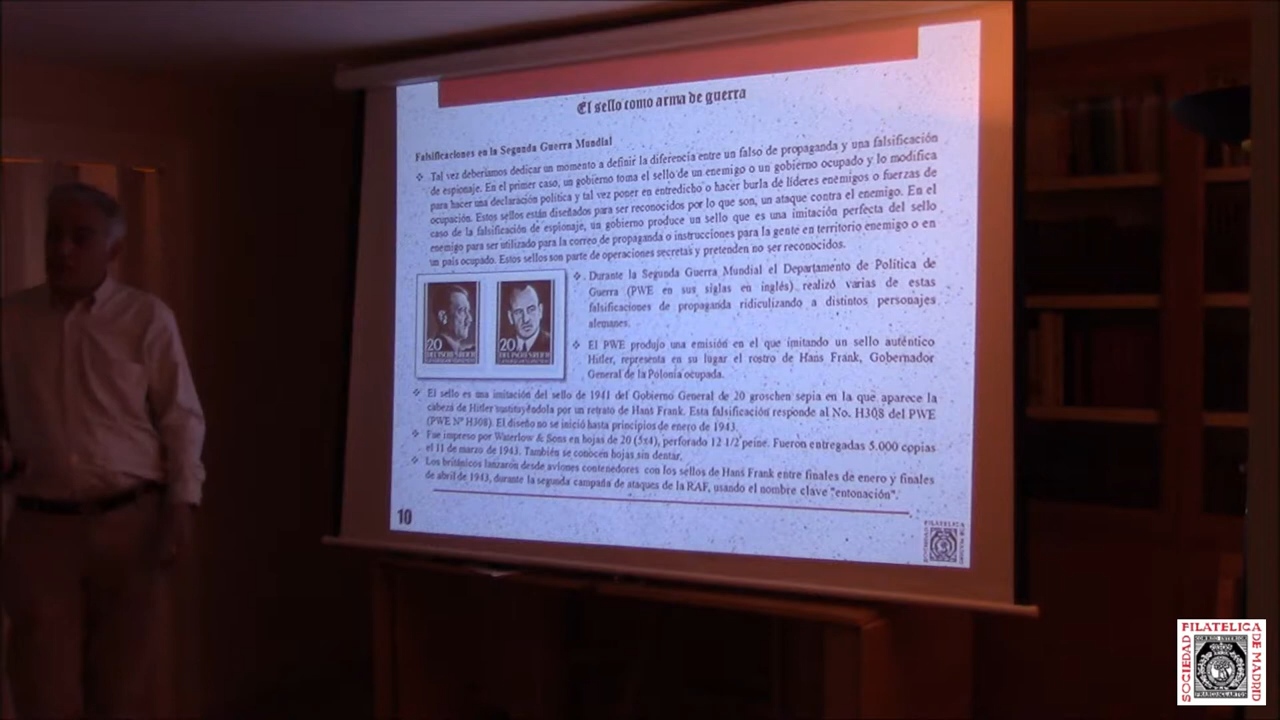 El sello como arma de guerra
Falsificaciones en la Segunda Guerra Mundial
Tal vez deberíamos dedicar un momento a definir la diferencia entre un falso de propaganda y una falsificación
de espionaje. En el primer caso, un gobierno toma el sello de un enemigo o un gobierno ocupado y lo modifica
para hacer una declaración política y tal vez poner en entredicho o hacer burla de líderes enemigos o fuerzas de
ocupación. Estos sellos están diseñados para ser reconocidos por lo que son, un ataque contra el enemigo. En el
caso de la falsificación de espionaje, un gobierno produce un sello que es una imitación perfecta del sello
enemigo para ser utilizado para la correo de propaganda o instrucciones para la gente en territorio enemigo o en
un país ocupado. Estos sellos son parte de operaciones secretas y pretenden no ser reconocidos.
. Durante la Segunda Guerra Mundial el Departamento de Política de
Guerra (PWE en sus siglas en inglés) realizó varias de estas
falsificaciones de propaganda ridiculizando a distintos personajes
alemanes.
El PWE produjo una emisión en el que imitando un sello auténtico
Hitler, representa en su lugar el rostro de Hans Frank, Gobernador
General de la Polonia ocupada.
20
20
El sello es una imitación del sello de 1941 del Gobierno General de 20 groschen sepia en la que aparece la
cabeza de Hitler sustituyéndola por un retrato de Hans Frank. Esta falsificación responde al No. H308 del PWE
(PWE Nº H308). El diseño no se inició hasta principios de enero de 1943.
Fue impreso por Waterlow & Sons en hojas de 20 (5x4), perforado 12 1/2 peine. Fueron entregadas 5.000 copias
el 11 de marzo de 1943. También se conocen hojas sin dentar.
Los británicos lanzaron desde aviones contenedores con los sellos de Hans Frank entre finales de enero y finales
de abril de 1943, durante la segunda campaña de ataques de la RAF, usando el nombre clave "entonación".
10
SOCIEDAD
FILATELICA
DE MADRID